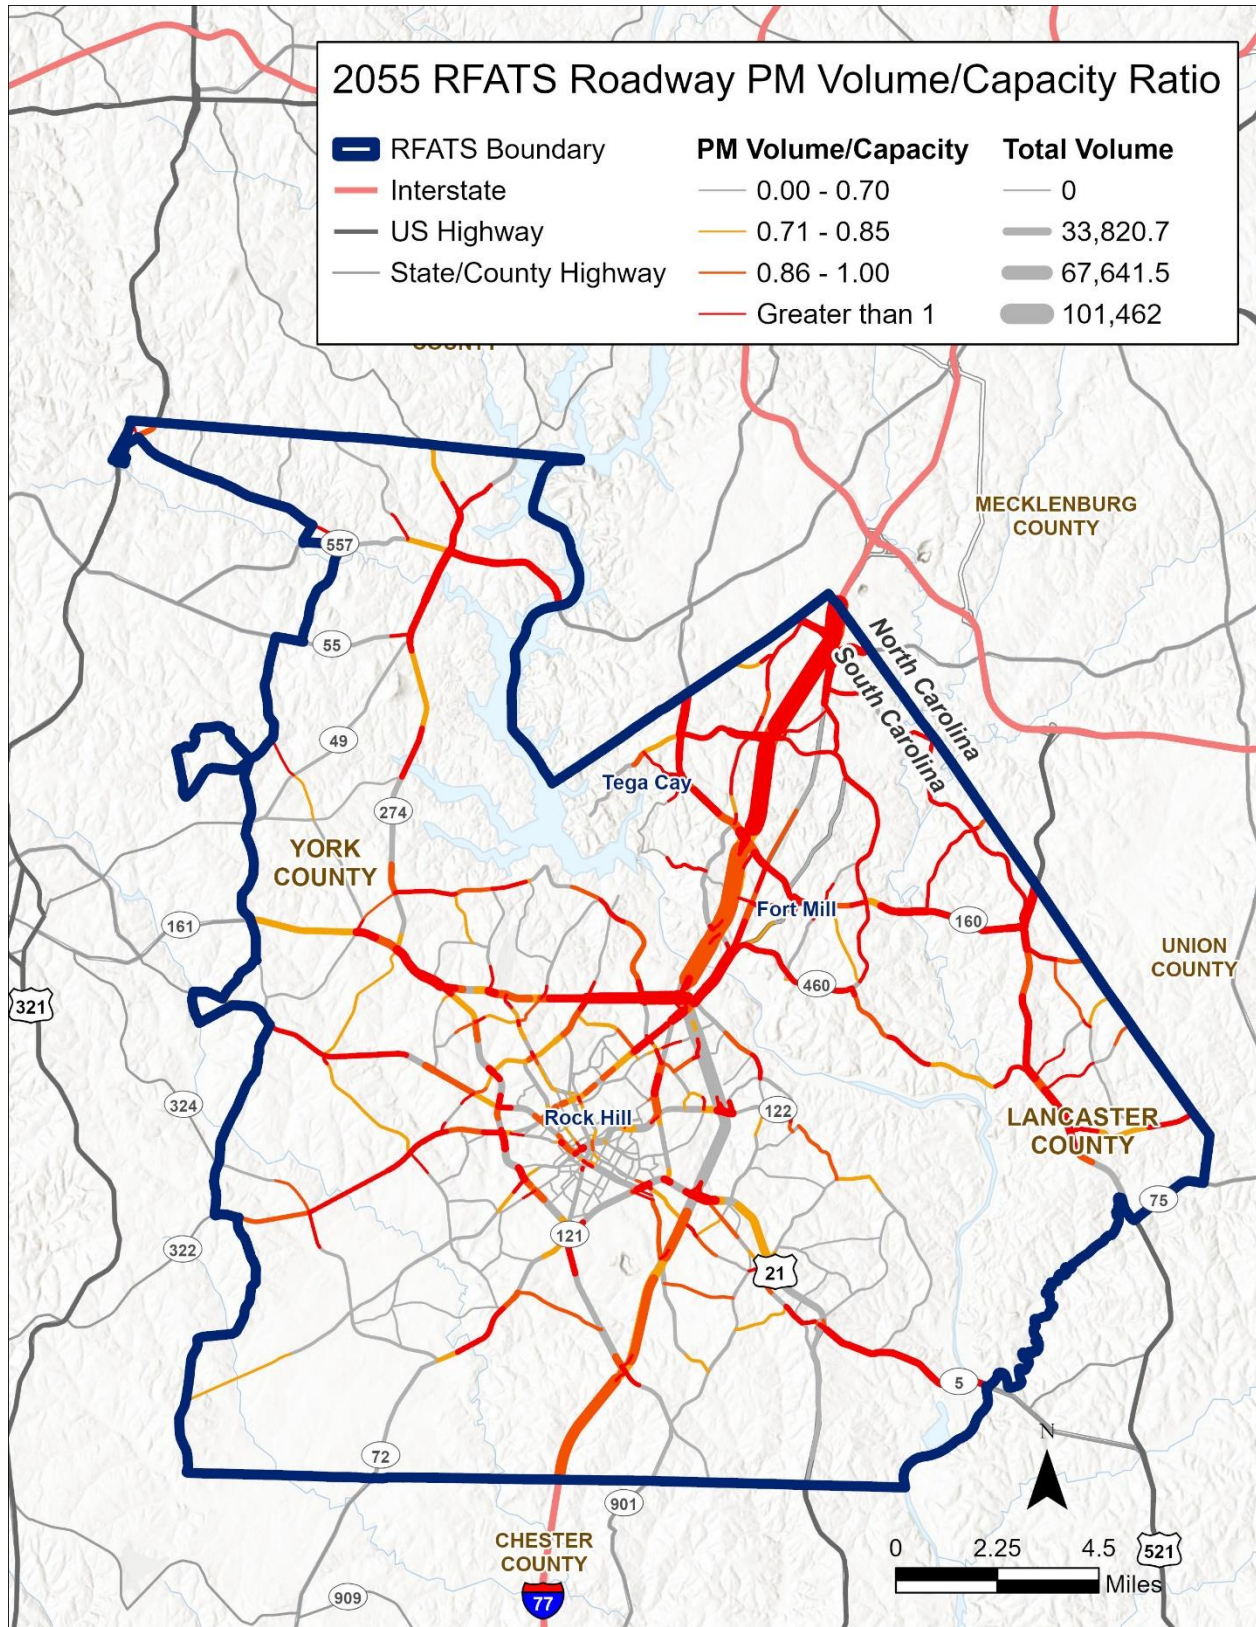 2055 RFATS Roadway PM Volume/Capacity Ratio
RFATS Boundary
Interstate
US Highway
State/County Highway
PM Volume/Capacity
0.00 - 0.70
0.71 - 0.85
0.86 - 1.00
Greater than 1
Total Volume
0
33,820.7
67,641.5
101,462
COUNTY
MECKLENBURG
COUNTY
557
55
North Carolina
South Carolina
49
Tega Cay
274
YORK
COUNTY
Fort Mill
161
160
UNION
COUNTY
321
460
324
Rock Hill
122
LANCASTER
COUNTY
75
322
121
21
5
72
N
901
CHESTER
COUNTY
0
2.25
4.5
Miles
521
909
77